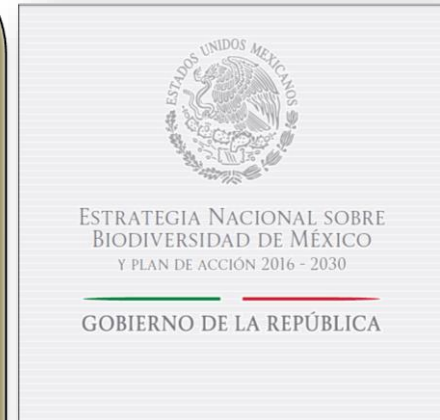 ESTADOS UNIDOS MEXICANOS
ESTRATEGIA NACIONAL SOBRE
BIODIVERSIDAD DE MÉXICO
Y PLAN DE ACCIÓN 2016 - 2030
GOBIERNO DE LA REPÚBLICA